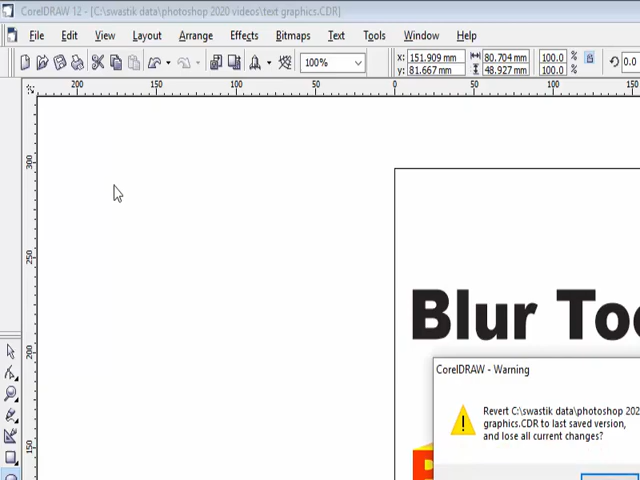 CorelDRAW 12 - [C:\swastik data\photoshop 2020 videos\text graphics.CDR]
File Edit View Layout Arrange Effects Bitmaps Text Tools Window Help
100% x: 151.909 mm 80.704 mm 100.0 % 0.0
y: 81.667 mm 48.927 mm 100.0 %
200 150 100 50 0 50 100 150
300
250
Blur Too
200
CorelDRAW - Warning
Revert C:\swastik data\photoshop 202
graphics.CDR to last saved version,
and lose all current changes?
150